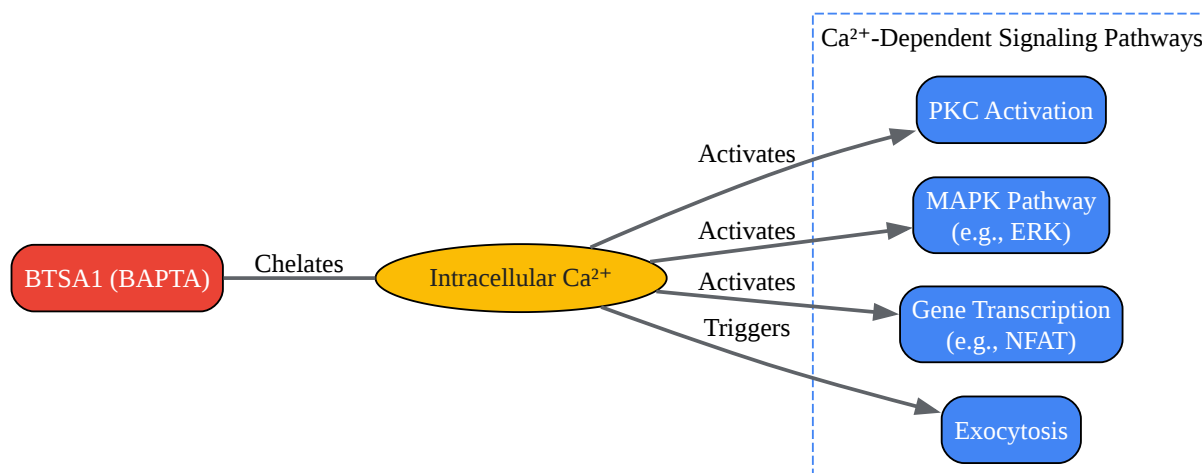 Ca²⁺-Dependent Signaling Pathways
PKC Activation
Activates
MAPK Pathway
(e.g., ERK)
Activates
BTSA1 (BAPTA)
Chelates
Intracellular Ca²⁺
Activates
Gene Transcription
(e.g., NFAT)
Triggers
Exocytosis